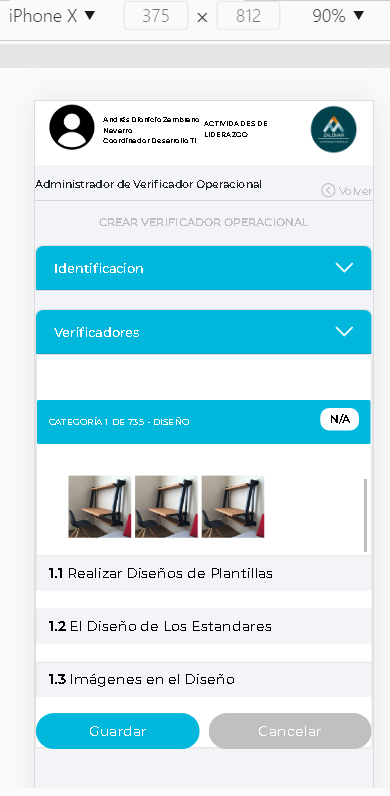 iPhone X ▼ 375 × 812 90% ▼
Andrés Dionicio Zambrano
Navarro
Coordinador Desarrollo TI
ACTIVIDADES DE
LIDERAZGO
Administrador de Verificador Operacional
Volver
CREAR VERIFICADOR OPERACIONAL
Identificacion
Verificadores
CATEGORÍA 1 DE 735 - DISEÑO
N/A
1.1 Realizar Diseños de Plantillas
1.2 El Diseño de Los Estandares
1.3 Imágenes en el Diseño
Guardar
Cancelar